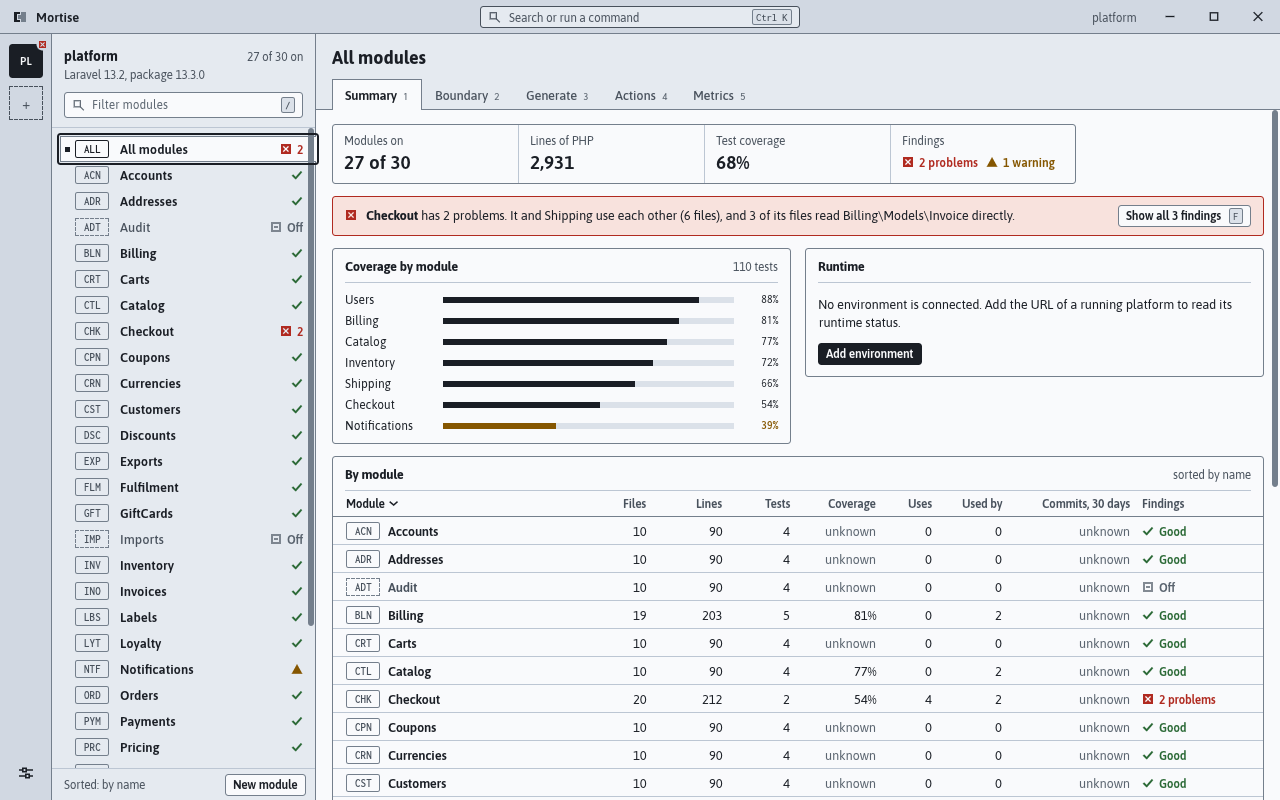 Mortise
Search or run a command
Ctrl K
platform
PL
+
platform
27 of 30 on
Laravel 13.2, package 13.3.0
Filter modules
/
ALL All modules 2
ACN Accounts
ADR Addresses
ADT Audit Off
BLN Billing
CRT Carts
CTL Catalog
CHK Checkout 2
CPN Coupons
CRN Currencies
CST Customers
DSC Discounts
EXP Exports
FLM Fulfilment
GFT GiftCards
IMP Imports Off
INV Inventory
INO Invoices
LBS Labels
LYT Loyalty
NTF Notifications
ORD Orders
PYM Payments
PRC Pricing
Sorted: by name
New module
All modules
Summary 1
Boundary 2
Generate 3
Actions 4
Metrics 5
Modules on
27 of 30
Lines of PHP
2,931
Test coverage
68%
Findings
2 problems 1 warning
Checkout has 2 problems. It and Shipping use each other (6 files), and 3 of its files read Billing\Models\Invoice directly.
Show all 3 findings F
Coverage by module
110 tests
Users 88%
Billing 81%
Catalog 77%
Inventory 72%
Shipping 66%
Checkout 54%
Notifications 39%
Runtime
No environment is connected. Add the URL of a running platform to read its
runtime status.
Add environment
By module
sorted by name
Module Files Lines Tests Coverage Uses Used by Commits, 30 days Findings
ACN Accounts 10 90 4 unknown 0 0 unknown Good
ADR Addresses 10 90 4 unknown 0 0 unknown Good
ADT Audit 10 90 4 unknown 0 0 unknown Off
BLN Billing 19 203 5 81% 0 2 unknown Good
CRT Carts 10 90 4 unknown 0 0 unknown Good
CTL Catalog 10 90 4 77% 0 2 unknown Good
CHK Checkout 20 212 2 54% 4 2 unknown 2 problems
CPN Coupons 10 90 4 unknown 0 0 unknown Good
CRN Currencies 10 90 4 unknown 0 0 unknown Good
CST Customers 10 90 4 unknown 0 0 unknown Good